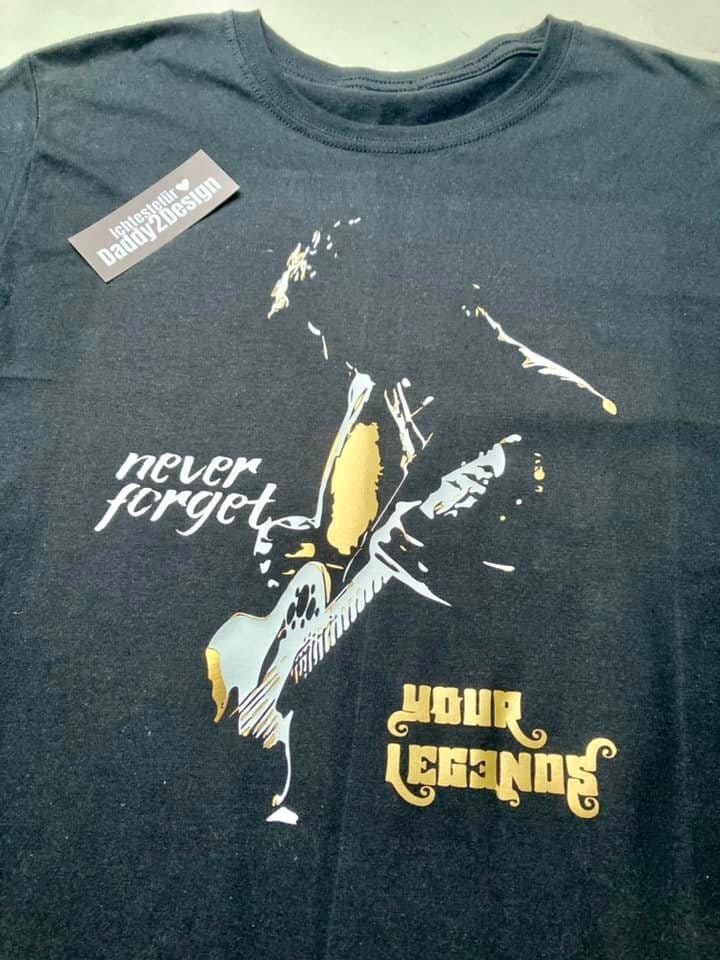 Ichtestefür♥
Daddy2Design
never
forget
YOUR
LEGENDS